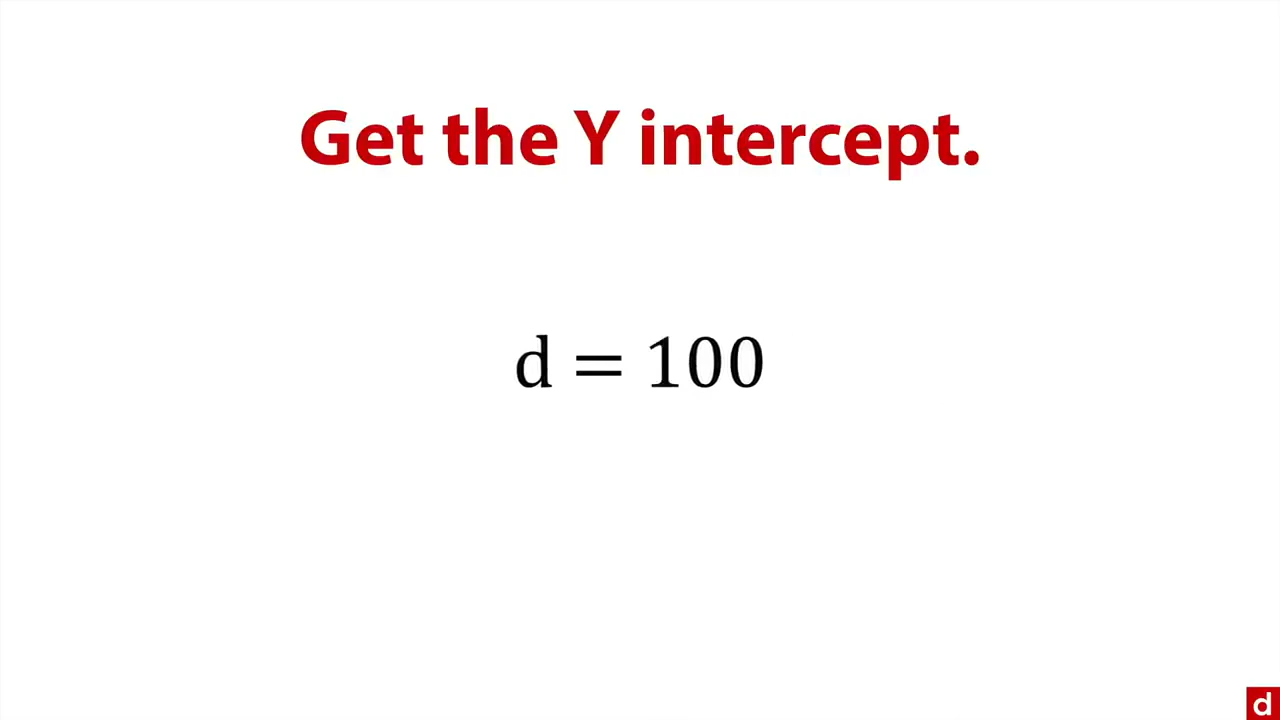 Get the Y intercept.
d = 100
d